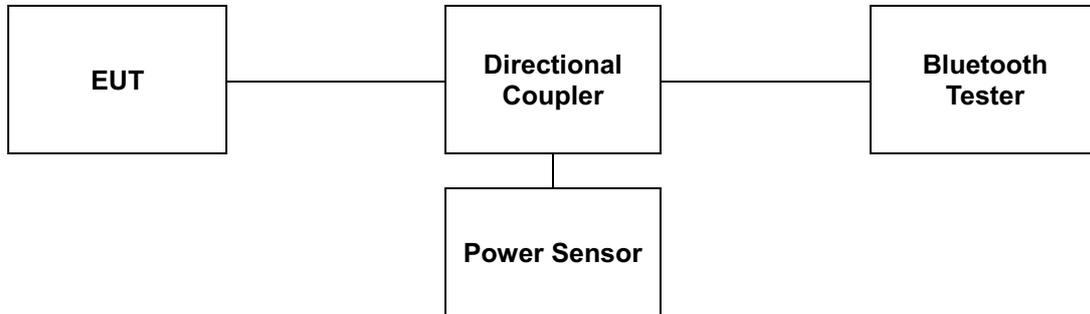 EUT
Directional
Coupler
Bluetooth
Tester
Power Sensor